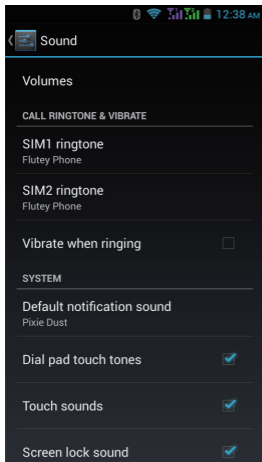 12:38 AM
Sound
Volumes
CALL RINGTONE & VIBRATE
SIM1 ringtone
Flutey Phone
SIM2 ringtone
Flutey Phone
Vibrate when ringing
SYSTEM
Default notification sound
Pixie Dust
Dial pad touch tones
Touch sounds
Screen lock sound